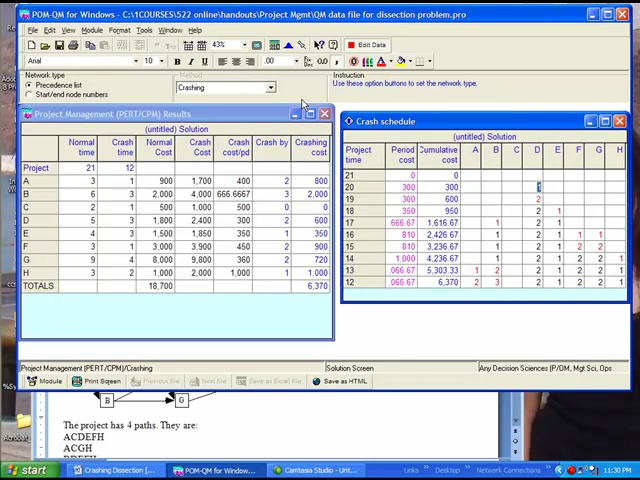 POM-QM for Windows - C:\1COURSES\522 online\handouts\Project Mgmt\QM data file for dissection problem.pro
File Edit View Module Format Tools Window Help
43% Edit Data
Arial 10 B I U .00 0.0
Network type
Precedence list
Start/end node numbers
Method
Crashing
Instruction
Use these option buttons to set the network type.
Project Management (PERT/CPM) Results
(untitled) Solution
Normal time Crash time Normal Cost Crash Cost Crash cost/pd Crash by Crashing cost
Project 21 12
A 3 1 900 1,700 400 2 800
B 6 3 2,000 4,000 666.6667 3 2,000
C 2 1 500 1,000 500 0 0
D 5 3 1,800 2,400 300 2 600
E 4 3 1,500 1,850 350 1 350
F 3 1 3,000 3,900 450 2 900
G 9 4 8,000 9,800 360 2 720
H 3 2 1,000 2,000 1,000 1 1,000
TOTALS 18,700 6,370
Crash schedule
(untitled) Solution
Project time Period cost Cumulative cost A B C D E F G H
21 0 0
20 300 300 1
19 300 600 2
18 350 950 2 1
17 666.67 1,616.67 1 2 1
16 810 2,426.67 1 2 1 1 1
15 810 3,236.67 1 2 1 2 2
14 1,000 4,236.67 1 2 1 2 2 1
13 ,066.67 5,303.33 1 2 2 1 2 2 1
12 ,066.67 6,370 2 3 2 1 2 2 1
Project Management (PERT/CPM)/Crashing Solution Screen Any Decision Sciences (P/OM, Mgt Sci, Ops
Module Print Screen Previous file Next file Save as Excel file Save as HTML
B G
The project has 4 paths. They are:
ACDEFH
ACGH
start Crashing Dissection [... POM-QM for Window... Camtasia Studio - Unt... Links Desktop Network Connections 11:30 PM